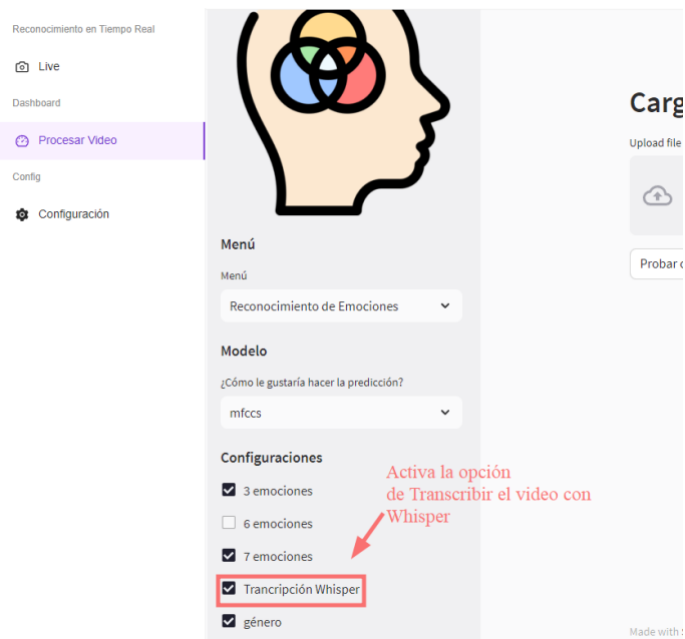 Reconocimiento en Tiempo Real
Live
Dashboard
Procesar Video
Config
Configuración
Menú
Menú
Reconocimiento de Emociones
Modelo
¿Cómo le gustaría hacer la predicción?
mfccs
Configuraciones
3 emociones
6 emociones
7 emociones
Trancripción Whisper
género
Activa la opción
de Transcribir el video con
Whisper
Carg
Upload file
Probar
Made with